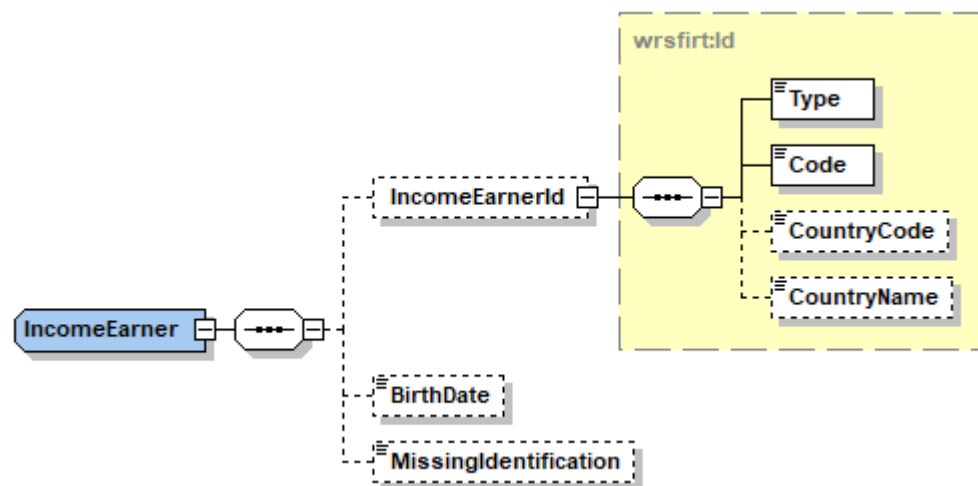 wrsfirt:Id
Type
Code
IncomeEarnerId
CountryCode
CountryName
IncomeEarner
BirthDate
MissingIdentification